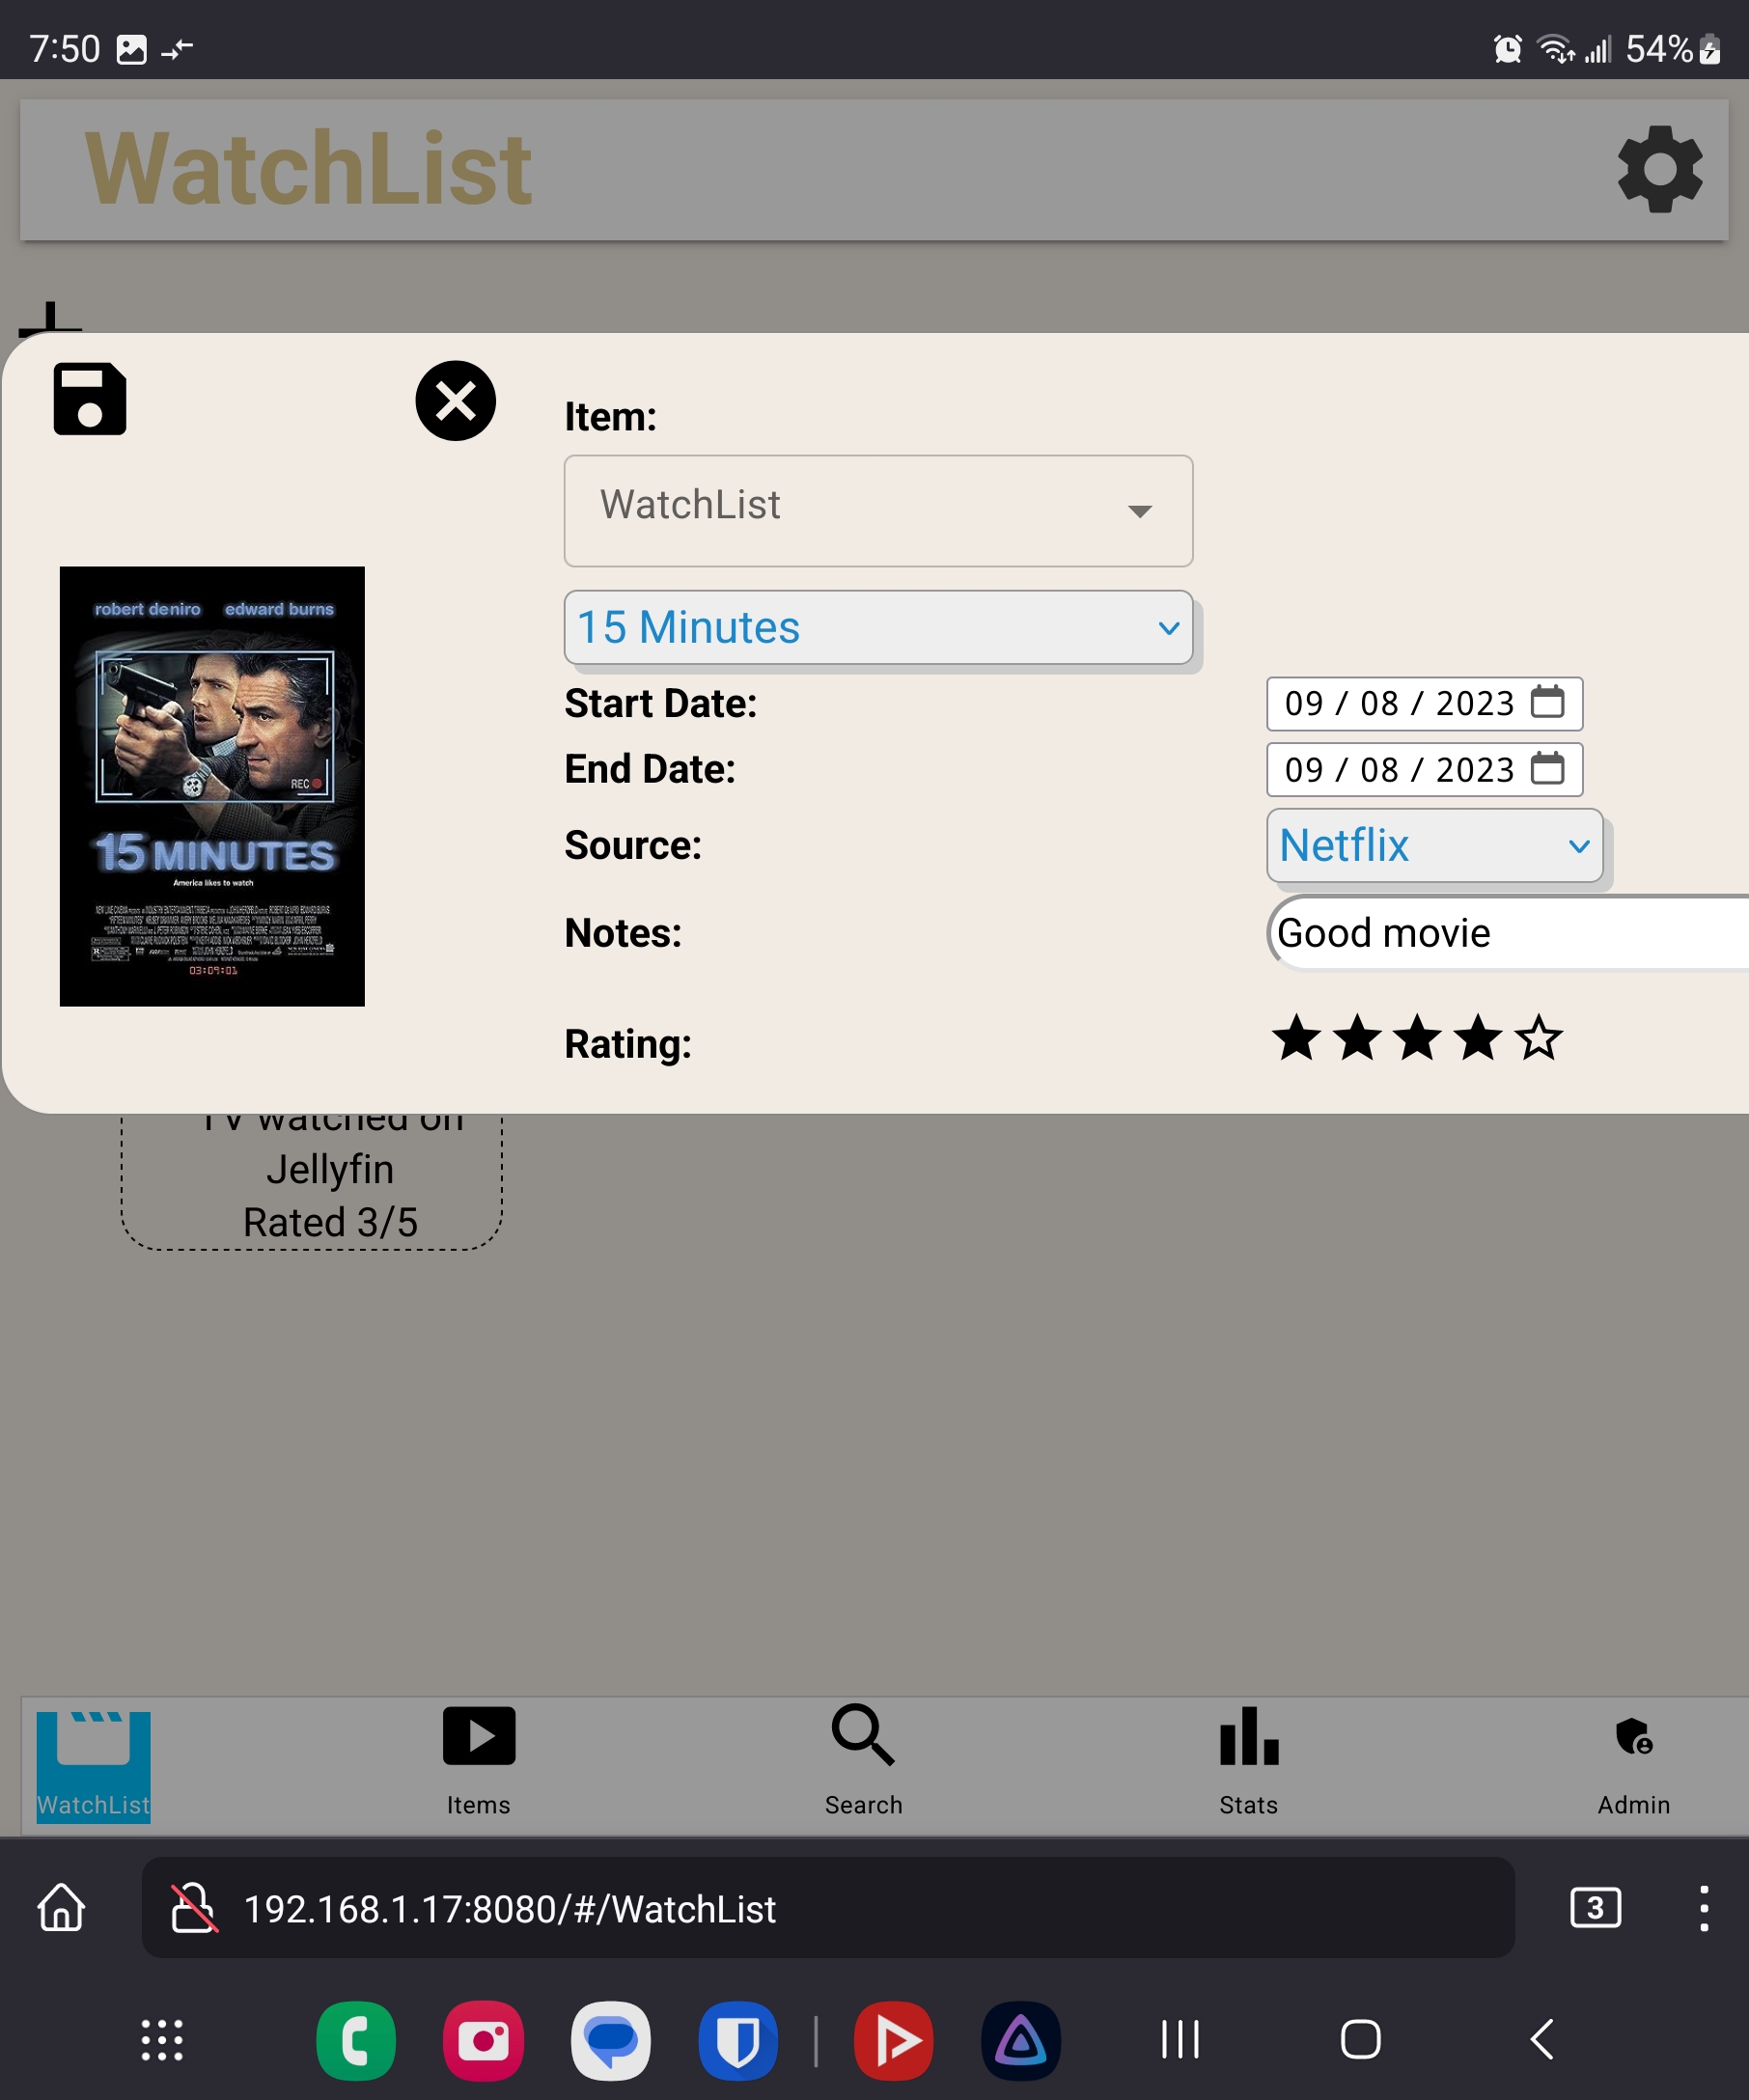 7:50
54%
WatchList
Item:
WatchList
15 Minutes
robert deniro edward burns
REC
15 MINUTES
America likes to watch
03:09:01
Start Date:
09 / 08 / 2023
End Date:
09 / 08 / 2023
Source:
Netflix
Notes:
Good movie
Rating:
TV watched on
Jellyfin
Rated 3/5
WatchList
Items
Search
Stats
Admin
192.168.1.17:8080/#/WatchList
3